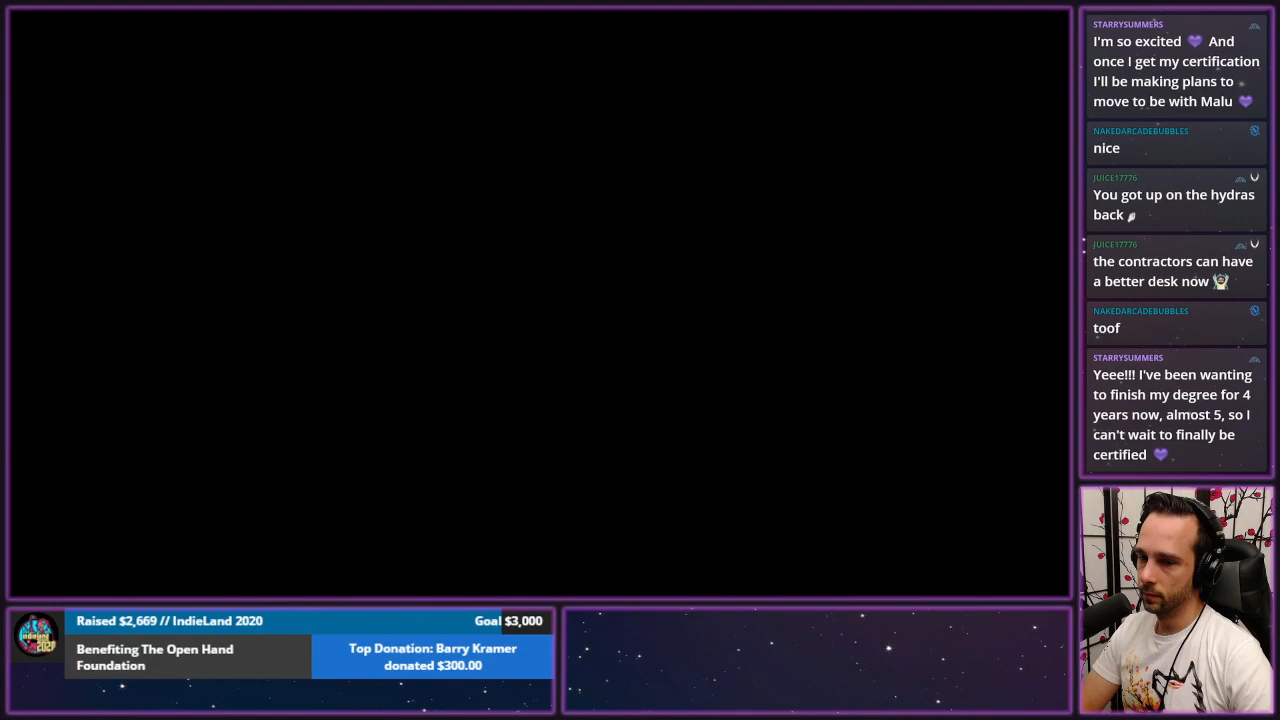 STARRYSUMMERS
I'm so excited 💜 And
once I get my certification
I'll be making plans to
move to be with Malu 💜
NAKEDARCADEBUBBLES
nice
JUICE17776
You got up on the hydras
back
JUICE17776
the contractors can have
a better desk now
NAKEDARCADEBUBBLES
toof
STARRYSUMMERS
Yeee!!! I've been wanting
to finish my degree for 4
years now, almost 5, so I
can't wait to finally be
certified 💜
Raised $2,669 // IndieLand 2020
Goal $3,000
IndieLand
2020
Benefiting The Open Hand
Foundation
Top Donation: Barry Kramer
donated $300.00